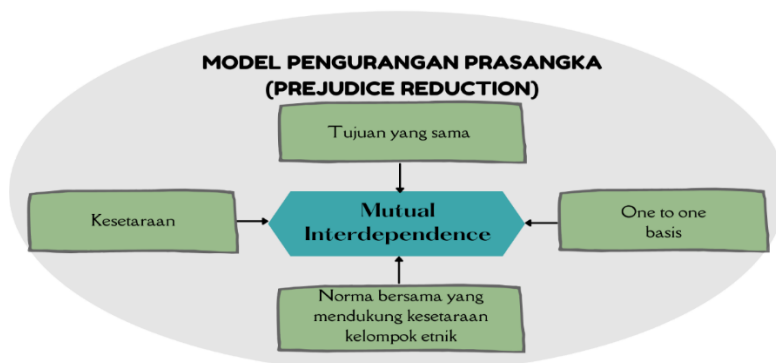 MODEL PENGURANGAN PRASANGKA
(PREJUDICE REDUCTION)
Tujuan yang sama
Kesetaraan
Mutual
Interdependence
One to one
basis
Norma bersama yang
mendukung kesetaraan
kelompok etnik